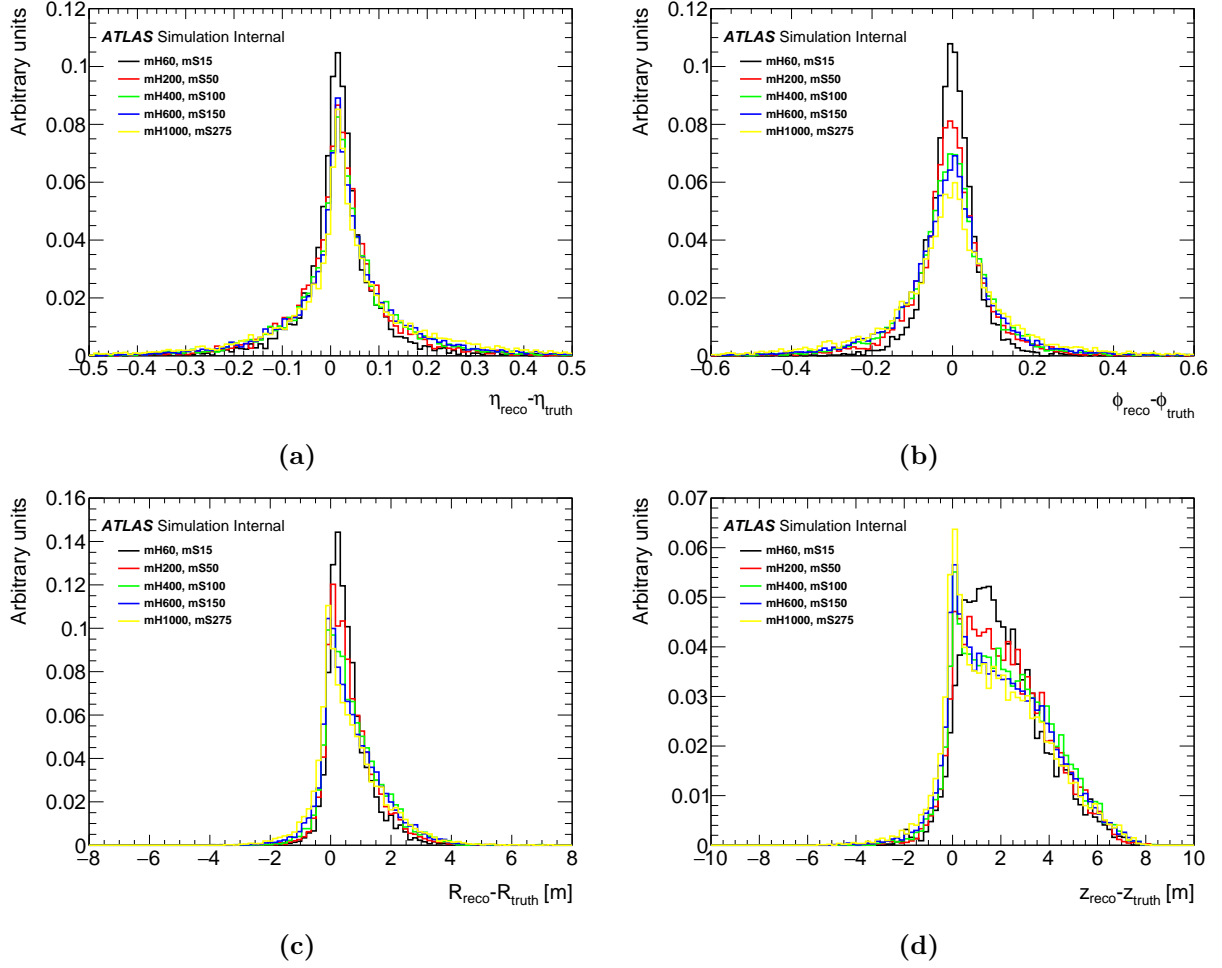 Arbitrary units
0.12
0.1
0.08
0.06
0.04
0.02
0
ATLAS Simulation Internal
mH60, mS15
mH200, mS50
mH400, mS100
mH600, mS150
mH1000, mS275
−0.5 −0.4 −0.3 −0.2 −0.1 0 0.1 0.2 0.3 0.4 0.5
ηreco-ηtruth
(a)
Arbitrary units
0.12
0.1
0.08
0.06
0.04
0.02
0
ATLAS Simulation Internal
mH60, mS15
mH200, mS50
mH400, mS100
mH600, mS150
mH1000, mS275
−0.6 −0.4 −0.2 0 0.2 0.4 0.6
ϕreco-ϕtruth
(b)
Arbitrary units
0.16
0.14
0.12
0.1
0.08
0.06
0.04
0.02
0
ATLAS Simulation Internal
mH60, mS15
mH200, mS50
mH400, mS100
mH600, mS150
mH1000, mS275
−8 −6 −4 −2 0 2 4 6 8
Rreco-Rtruth [m]
(c)
Arbitrary units
0.07
0.06
0.05
0.04
0.03
0.02
0.01
0.00
ATLAS Simulation Internal
mH60, mS15
mH200, mS50
mH400, mS100
mH600, mS150
mH1000, mS275
−10 −8 −6 −4 −2 0 2 4 6 8 10
zreco-ztruth [m]
(d)